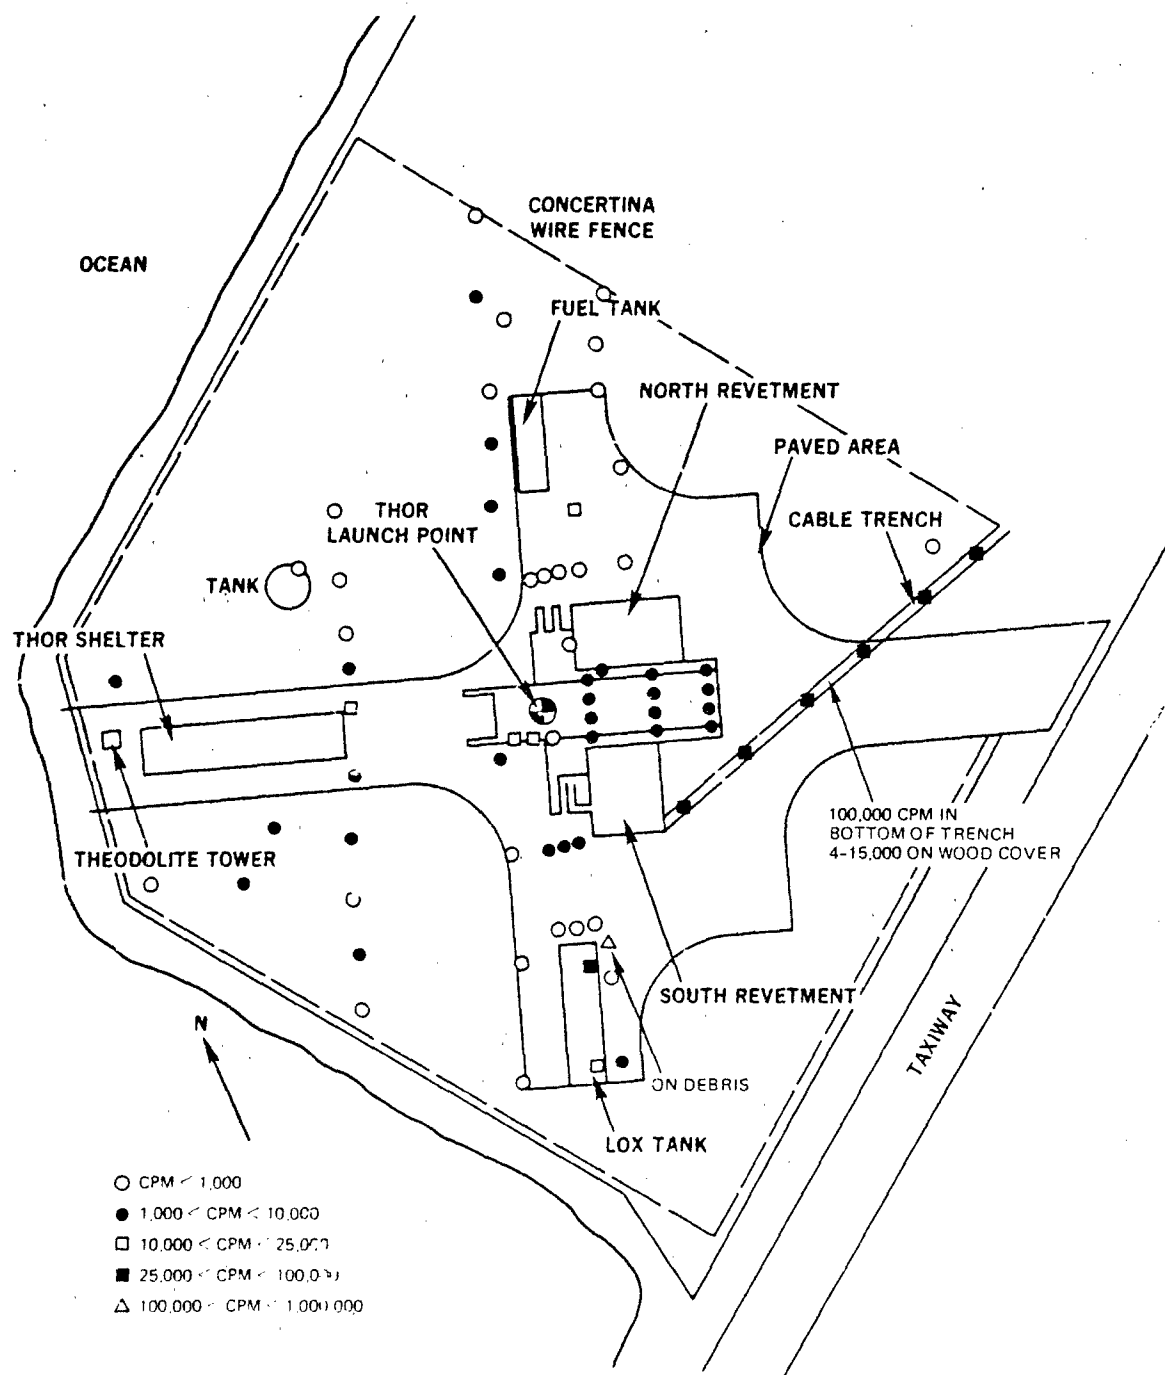 CONCERTINA
WIRE FENCE
OCEAN
FUEL TANK
NORTH REVETMENT
PAVED AREA
THOR
LAUNCH POINT
CABLE TRENCH
TANK
THOR SHELTER
100,000 CPM IN
BOTTOM OF TRENCH
4-15,000 ON WOOD COVER
THEODOLITE TOWER
SOUTH REVETMENT
N
TAXIWAY
ON DEBRIS
LOX TANK
CPM < 1,000
1,000 < CPM < 10,000
10,000 < CPM < 25,000
25,000 < CPM < 100,000
100,000 < CPM < 1,000,000